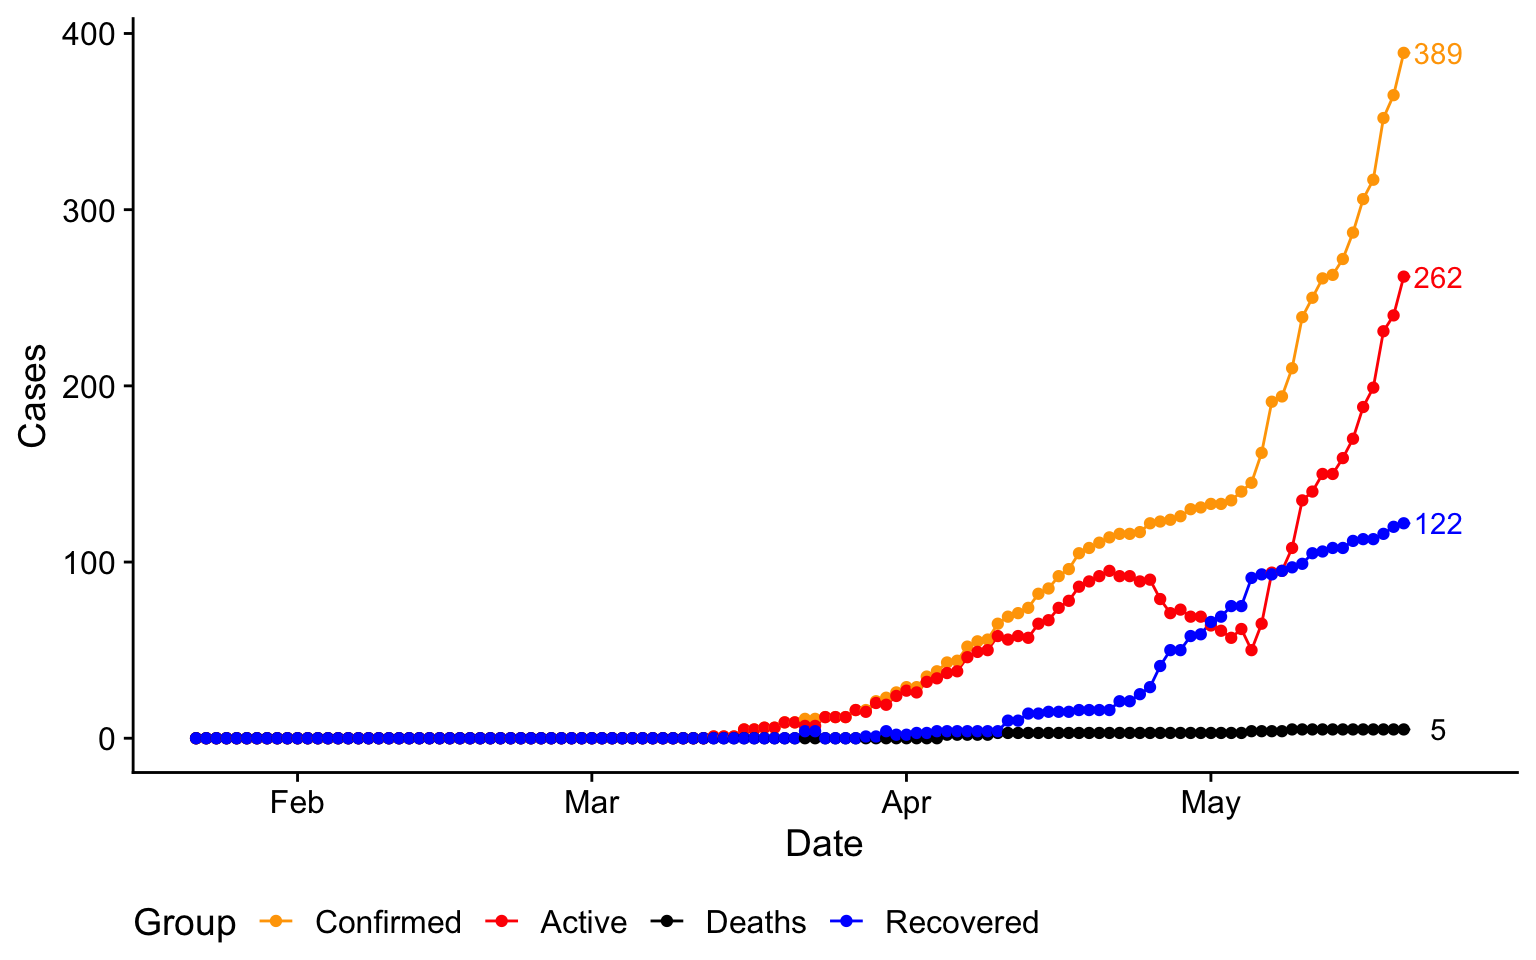 400
300
200
100
0
Cases
389
262
122
5
Feb Mar Apr May
Date
Group Confirmed Active Deaths Recovered